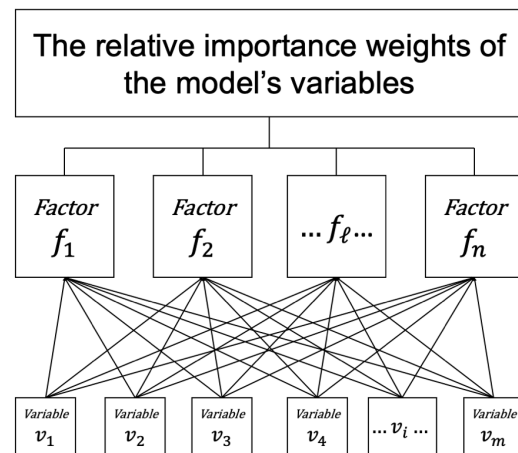 The relative importance weights of
the model's variables
Factor Factor Factor
f₁ f₂ ... f_ℓ ... fₙ
Variable Variable Variable Variable Variable
v₁ v₂ v₃ v₄ ... vᵢ ... vₘ